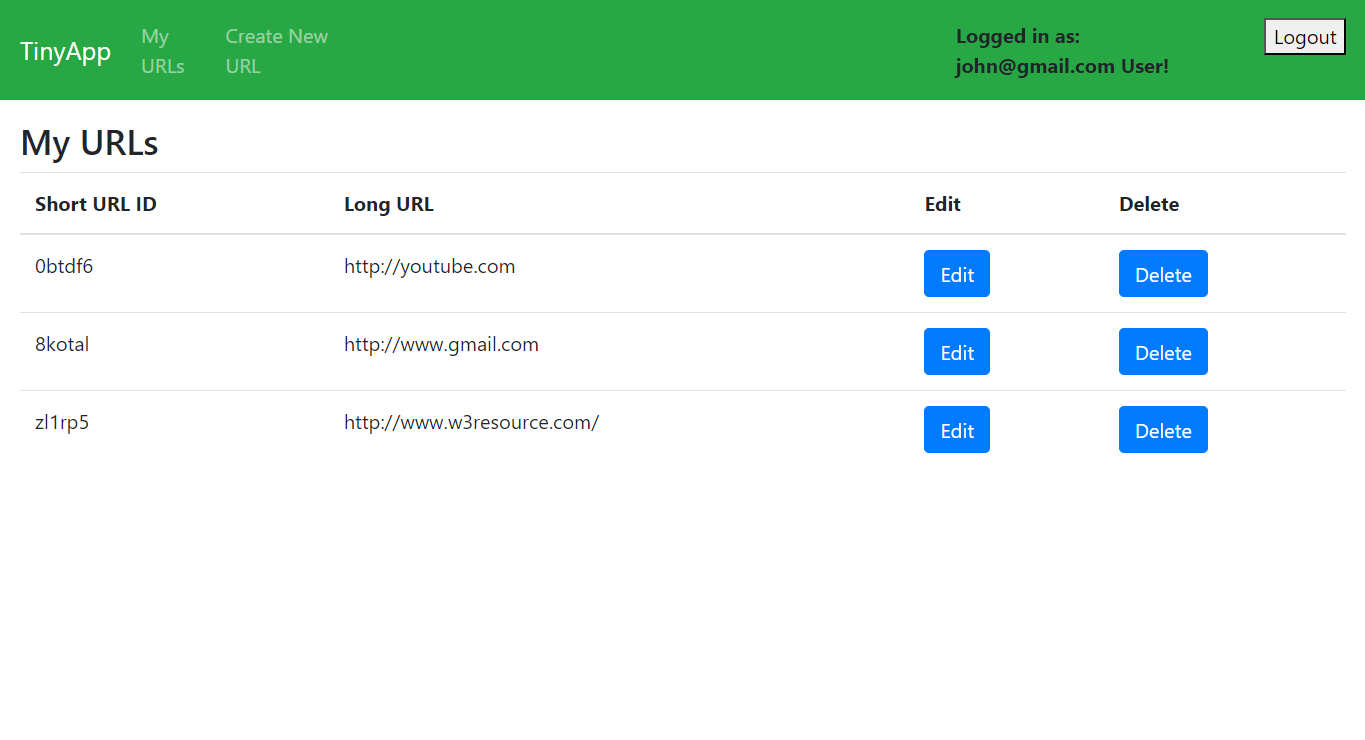 TinyApp
My
URLs
Create New
URL
Logged in as:
john@gmail.com User!
Logout
My URLs
Short URL ID Long URL Edit Delete
0btdf6 http://youtube.com Edit Delete
8kotal http://www.gmail.com Edit Delete
zl1rp5 http://www.w3resource.com/ Edit Delete